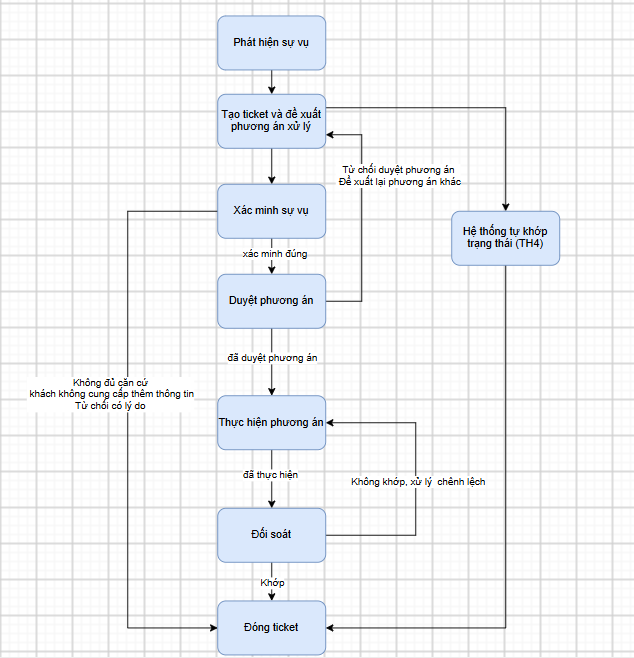 Phát hiện sự vụ
Tạo ticket và đề xuất
phương án xử lý
Từ chối duyệt phương án
Đề xuất lại phương án khác
Xác minh sự vụ
Hệ thống tự khớp
trạng thái (TH4)
xác minh đúng
Duyệt phương án
đã duyệt phương án
Không đủ căn cứ
khách không cung cấp thêm thông tin
Từ chối có lý do
Thực hiện phương án
đã thực hiện
Không khớp, xử lý chênh lệch
Đối soát
Khớp
Đóng ticket